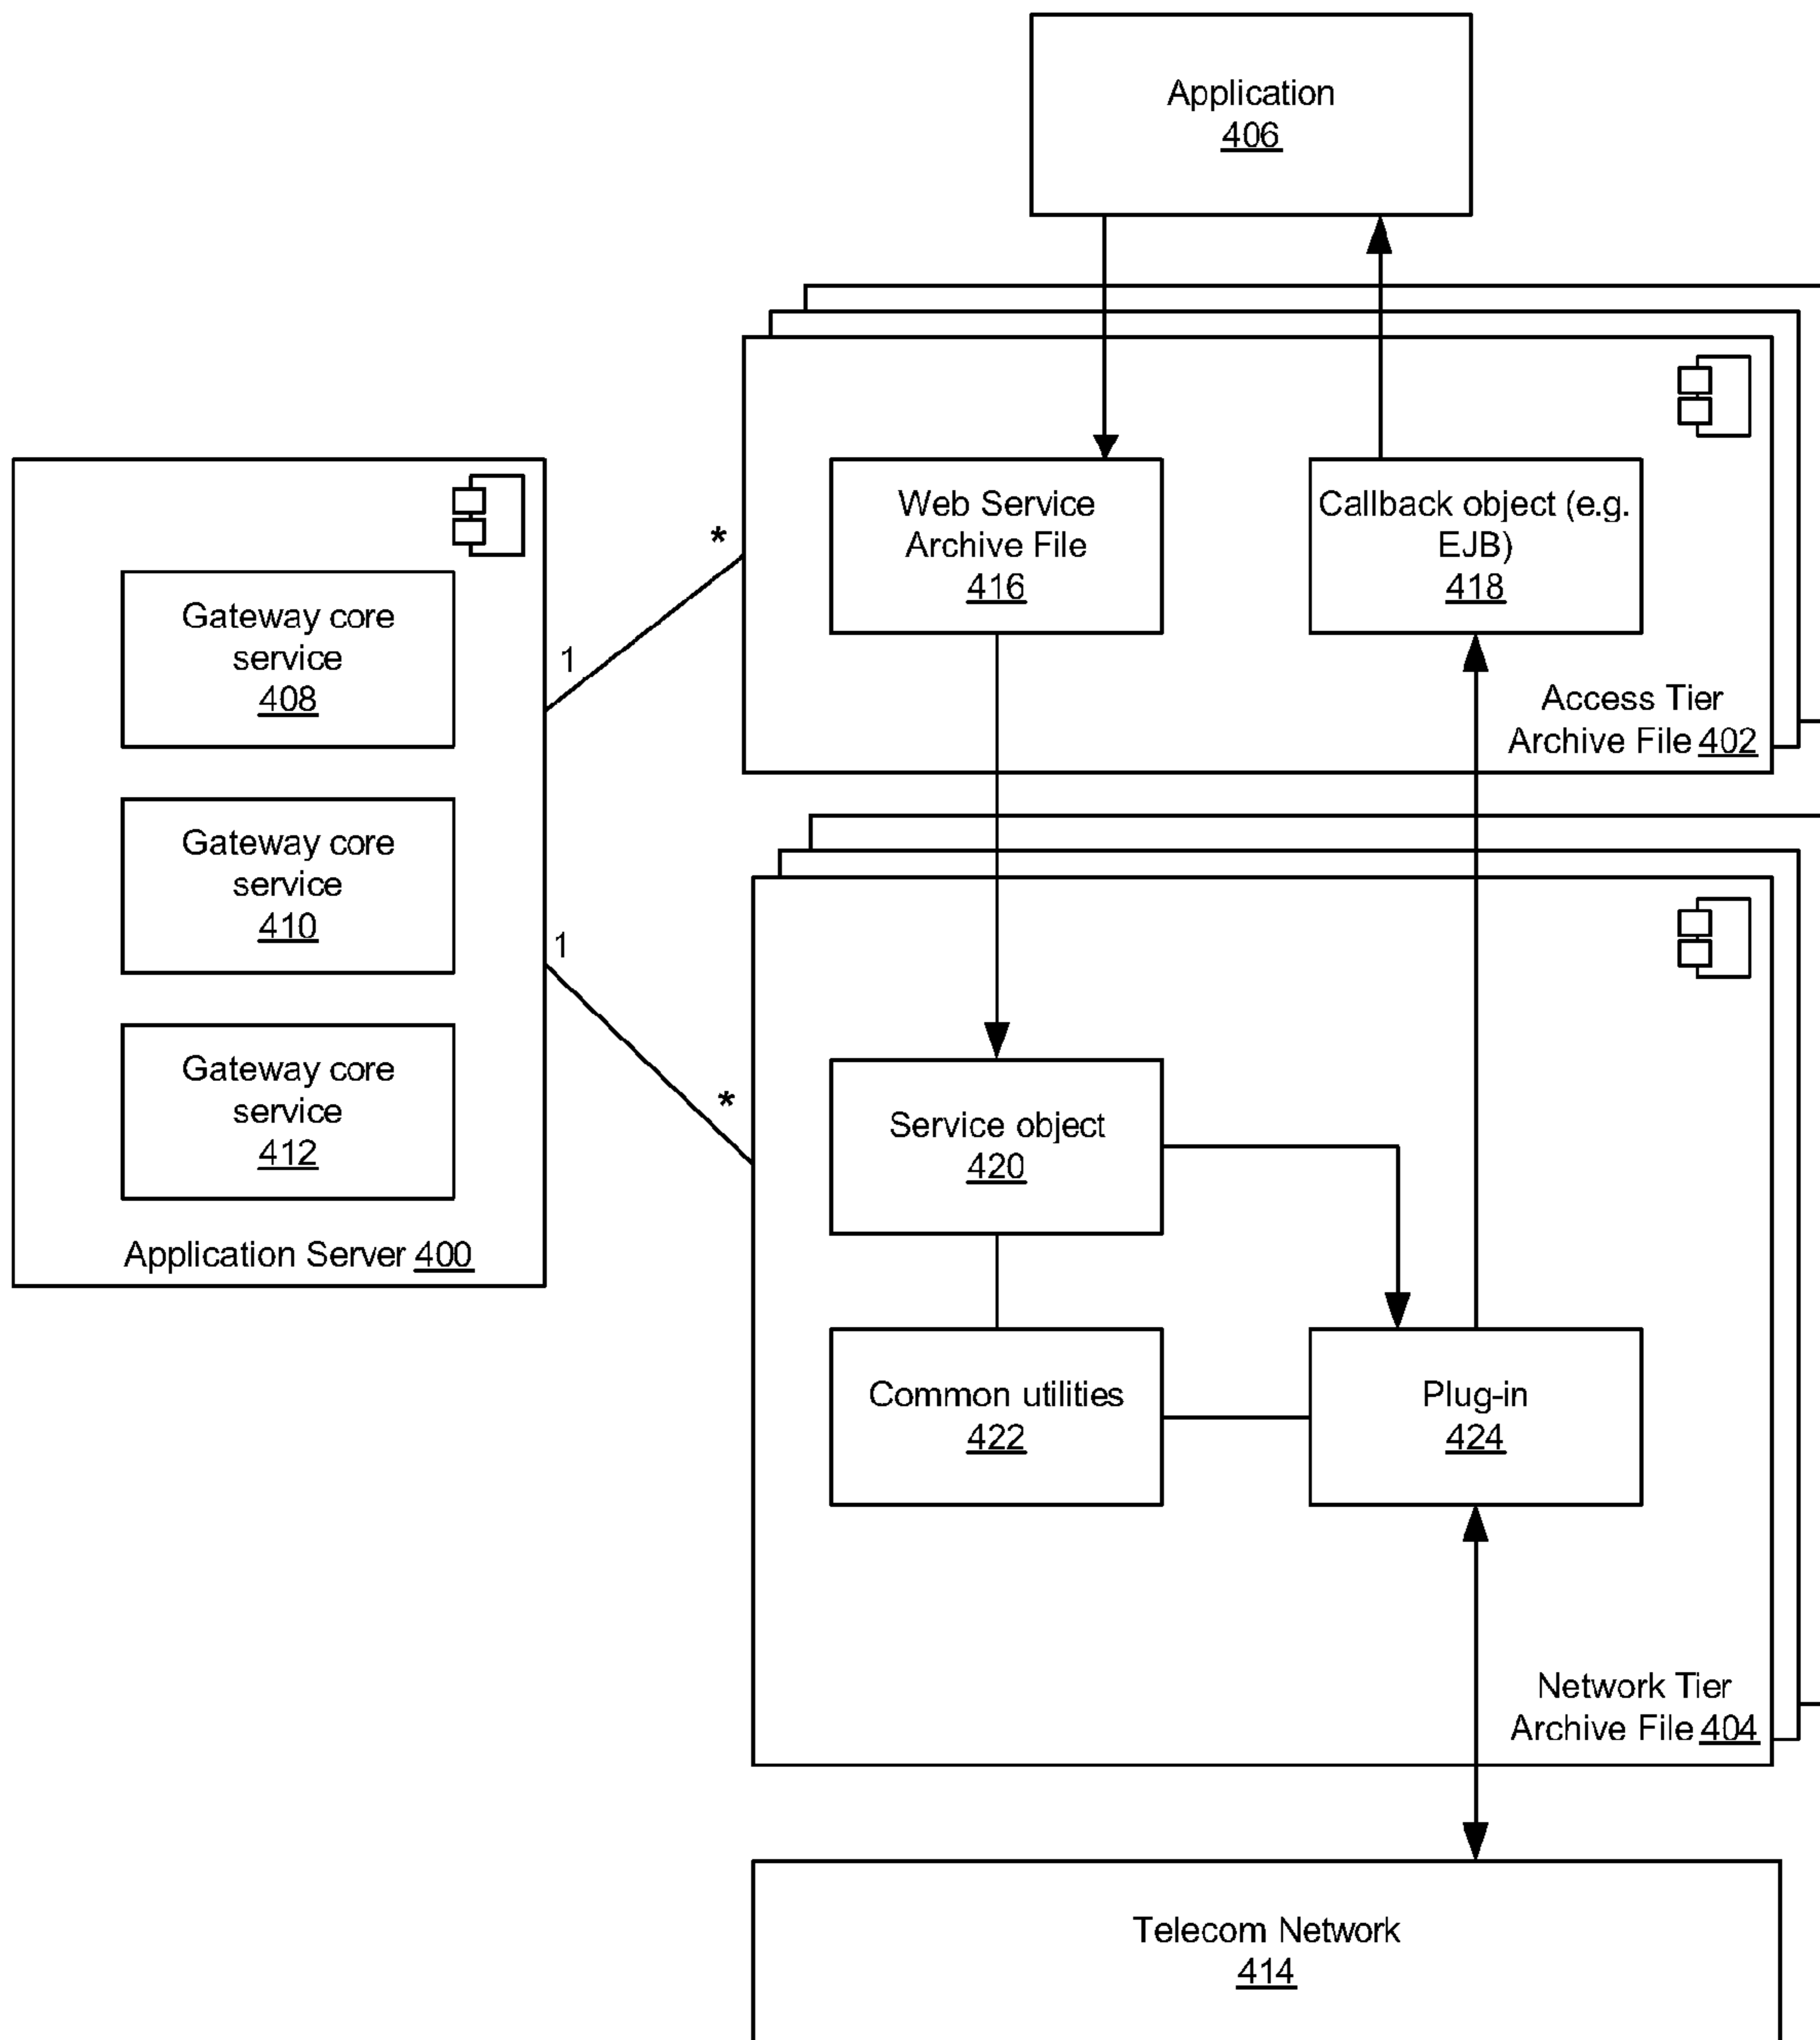 Application
406
Web Service
Archive File
416
Callback object (e.g.
EJB)
418
Access Tier
Archive File 402
*
1
Gateway core
service
408
Gateway core
service
410
Gateway core
service
412
Application Server 400
1
*
Service object
420
Common utilities
422
Plug-in
424
Network Tier
Archive File 404
Telecom Network
414